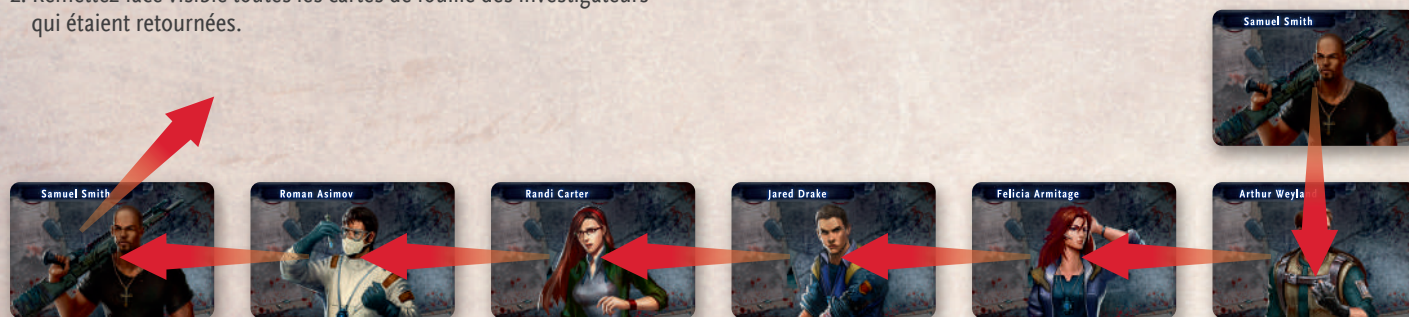 2. Remettez face visible toutes les cartes de fouille des investigateurs
qui étaient retournées.
Samuel Smith
Samuel Smith
Roman Asimov
Randi Carter
Jared Drake
Felicia Armitage
Arthur Weyland